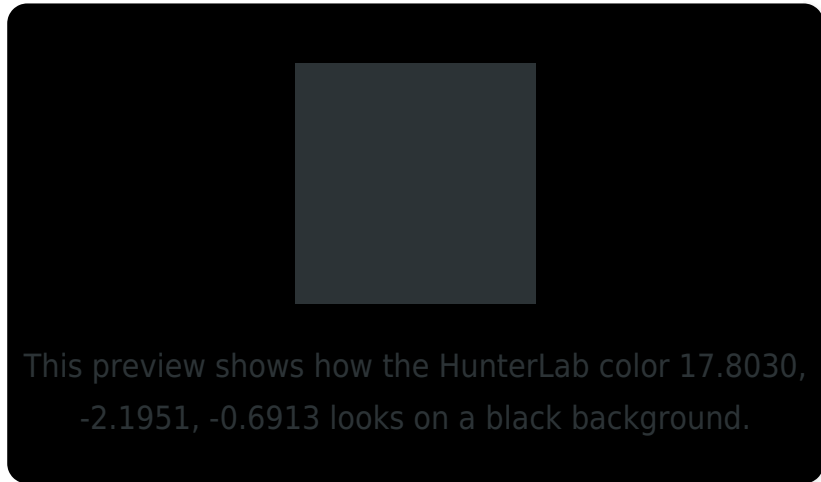 This preview shows how the HunterLab color 17.8030,
-2.1951, -0.6913 looks on a black background.